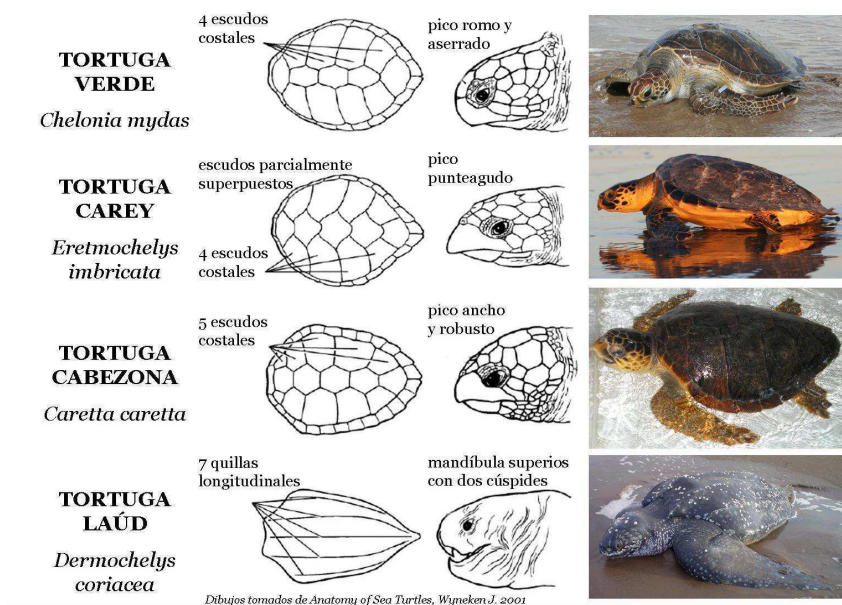 TORTUGA
VERDE
Chelonia mydas
4 escudos
costales
pico romo y
aserrado
TORTUGA
CAREY
Eretmochelys
imbricata
escudos parcialmente
superpuestos
4 escudos
costales
pico
punteagudo
TORTUGA
CABEZONA
Caretta caretta
5 escudos
costales
pico ancho
y robusto
TORTUGA
LAÚD
Dermochelys
coriacea
7 quillas
longitudinales
mandíbula superios
con dos cúspides
Dibujos tomados de Anatomy of Sea Turtles, Wyneken J. 2001